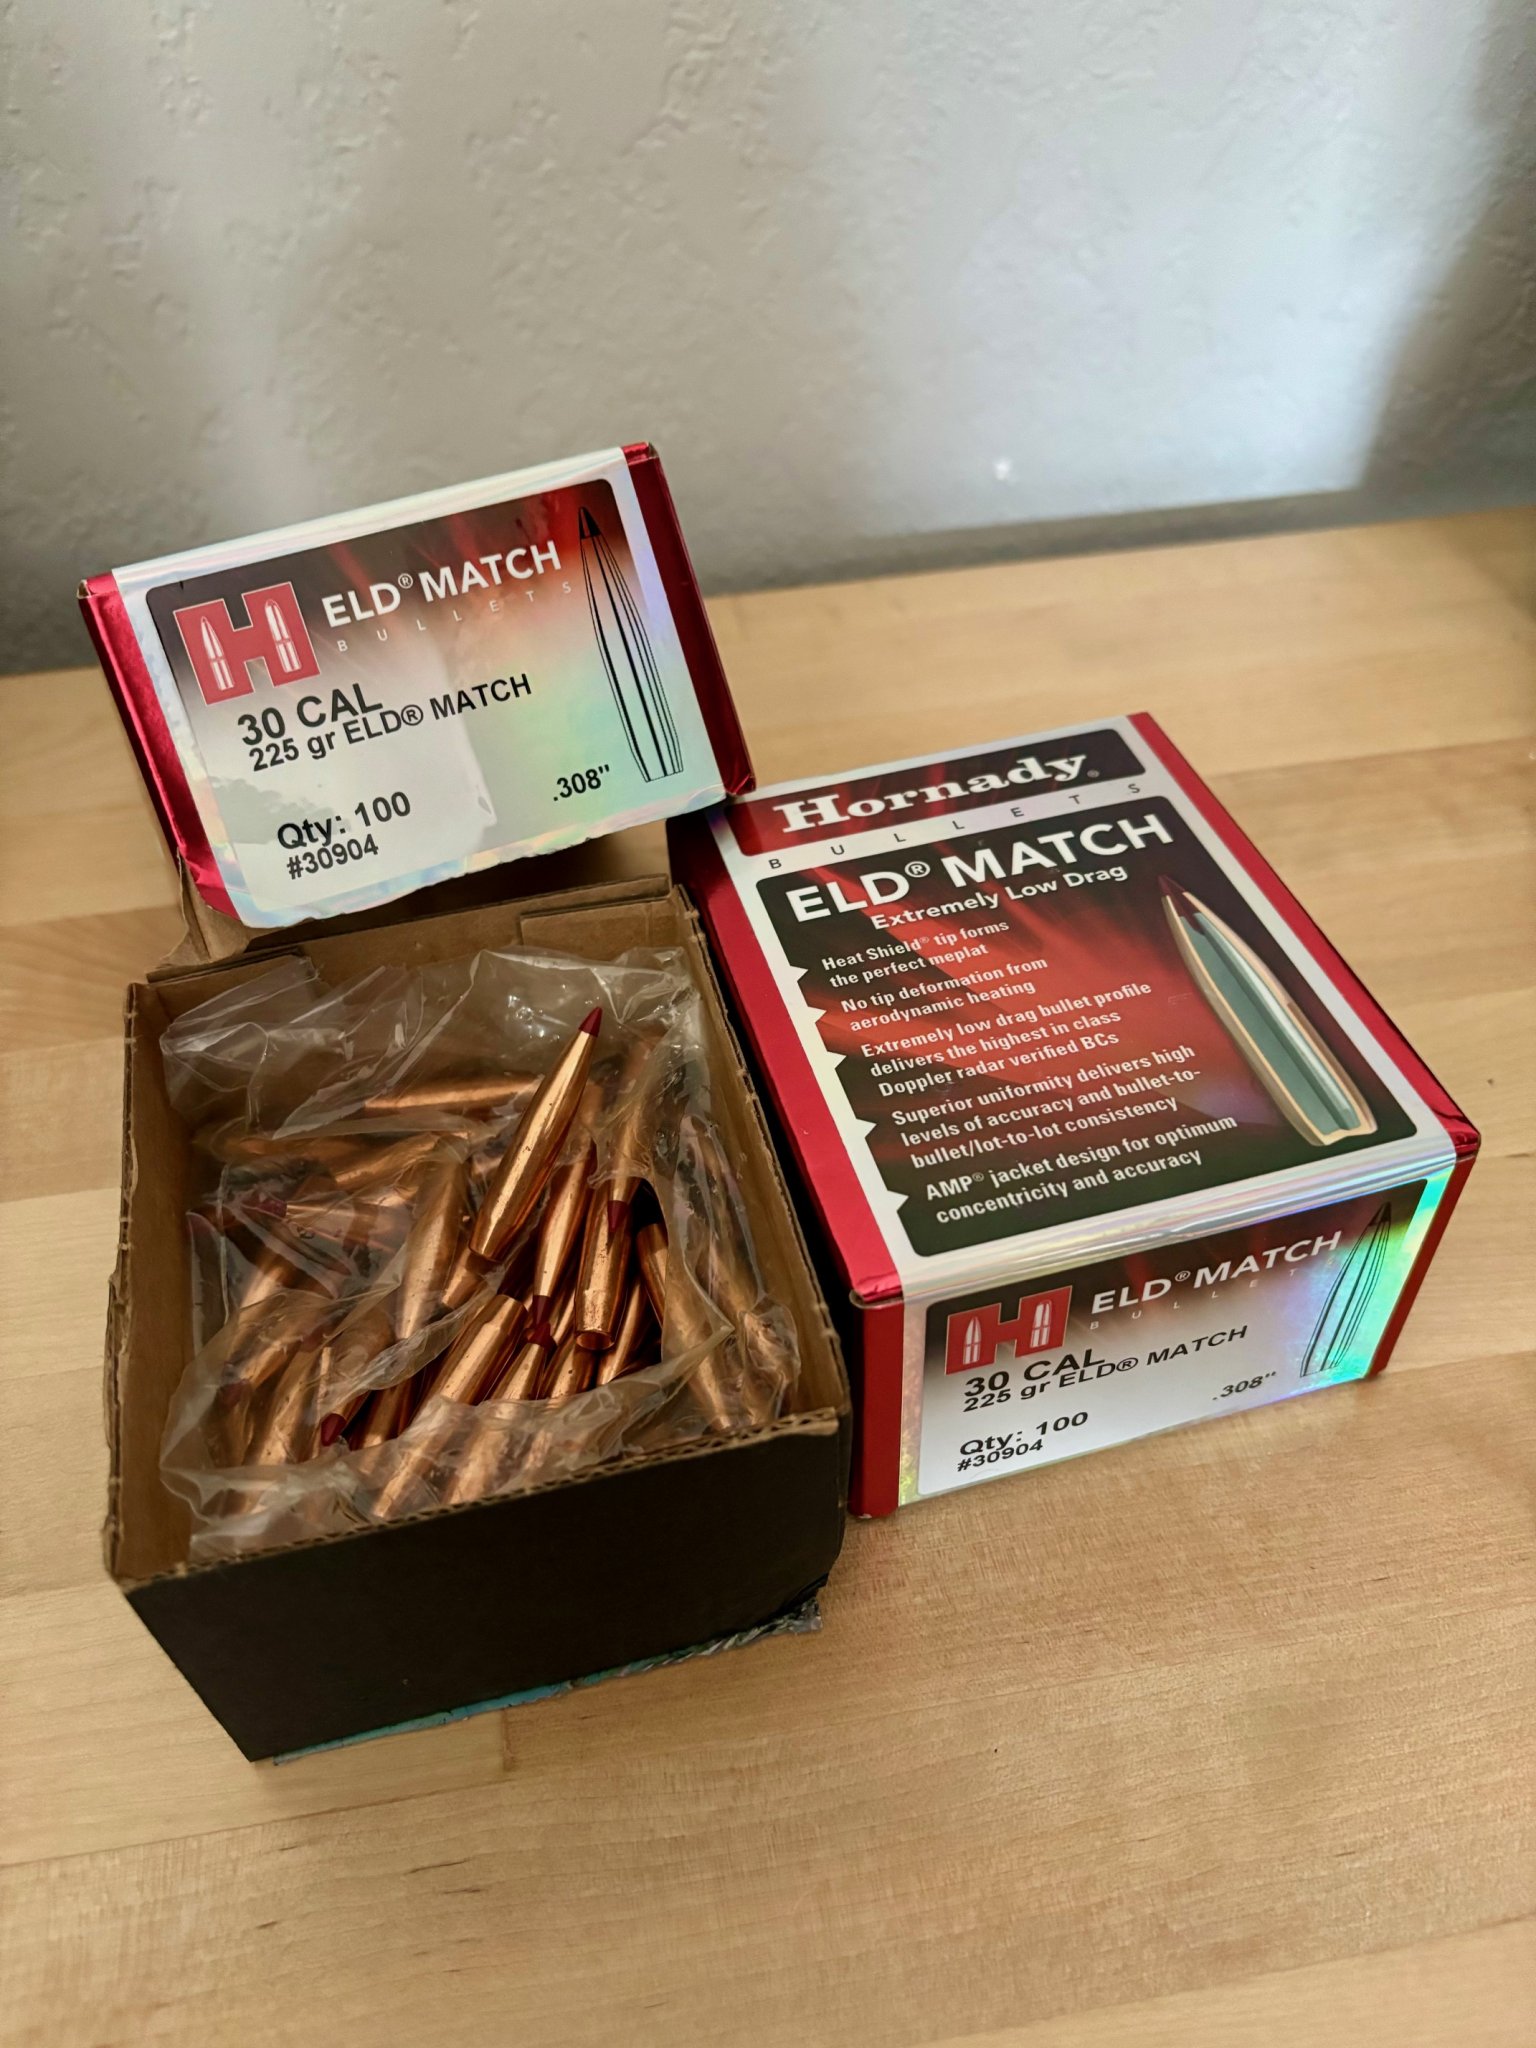 ELD® MATCH
BULLETS
30 CAL
225 gr ELD® MATCH
.308"
Qty: 100
#30904
Hornady®
BULLETS
ELD® MATCH
Extremely Low Drag
Heat Shield® tip forms
the perfect meplat
No tip deformation from
aerodynamic heating
Extremely low drag bullet profile
delivers the highest in class
Doppler radar verified BCs
Superior uniformity delivers high
levels of accuracy and bullet-to-
bullet/lot-to-lot consistency
AMP® jacket design for optimum
concentricity and accuracy
H ELD® MATCH
BULLETS
30 CAL
225 gr ELD® MATCH
.308"
Qty: 100
#30904